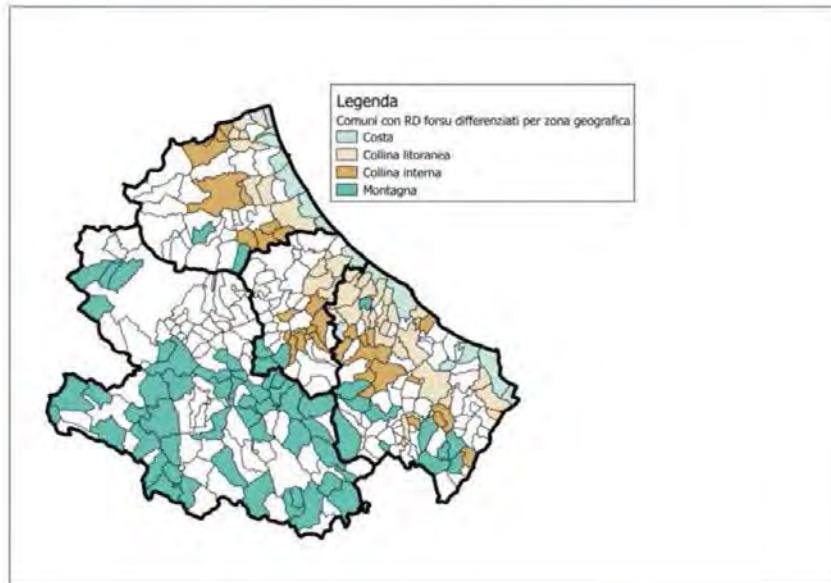 Legenda
Comuni con RD forsu differenziati per zona geografica
Costa
Collina litoranea
Collina interna
Montagna